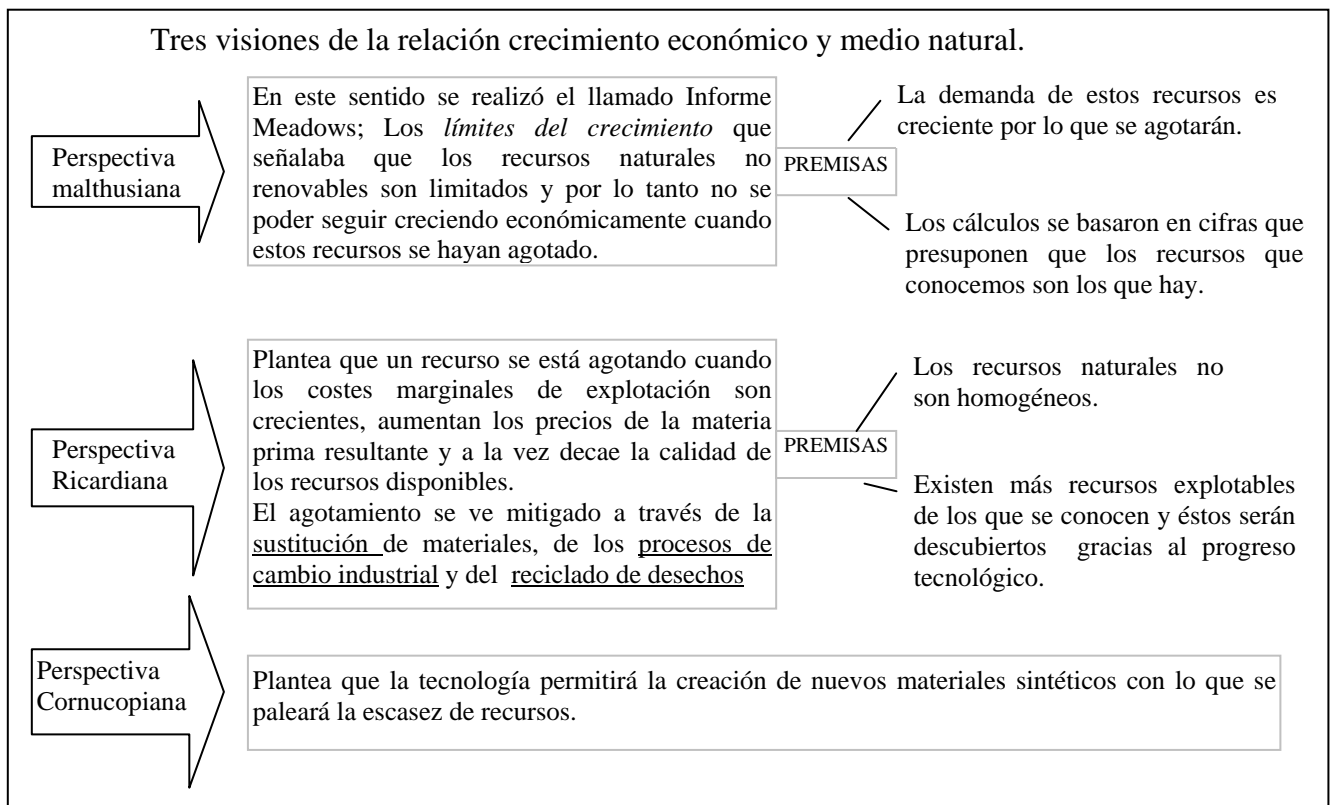 Tres visiones de la relación crecimiento económico y medio natural.
Perspectiva
malthusiana
En este sentido se realizó el llamado Informe
Meadows; Los límites del crecimiento que
señalaba que los recursos naturales no
renovables son limitados y por lo tanto no se
poder seguir creciendo económicamente cuando
estos recursos se hayan agotado.
PREMISAS
La demanda de estos recursos es
creciente por lo que se agotarán.
Los cálculos se basaron en cifras que
presuponen que los recursos que
conocemos son los que hay.
Perspectiva
Ricardiana
Plantea que un recurso se está agotando cuando
los costes marginales de explotación son
crecientes, aumentan los precios de la materia
prima resultante y a la vez decae la calidad de
los recursos disponibles.
El agotamiento se ve mitigado a través de la
sustitución de materiales, de los procesos de
cambio industrial y del reciclado de desechos
PREMISAS
Los recursos naturales no
son homogéneos.
Existen más recursos explotables
de los que se conocen y éstos serán
descubiertos gracias al progreso
tecnológico.
Perspectiva
Cornucopiana
Plantea que la tecnología permitirá la creación de nuevos materiales sintéticos con lo que se
paleará la escasez de recursos.